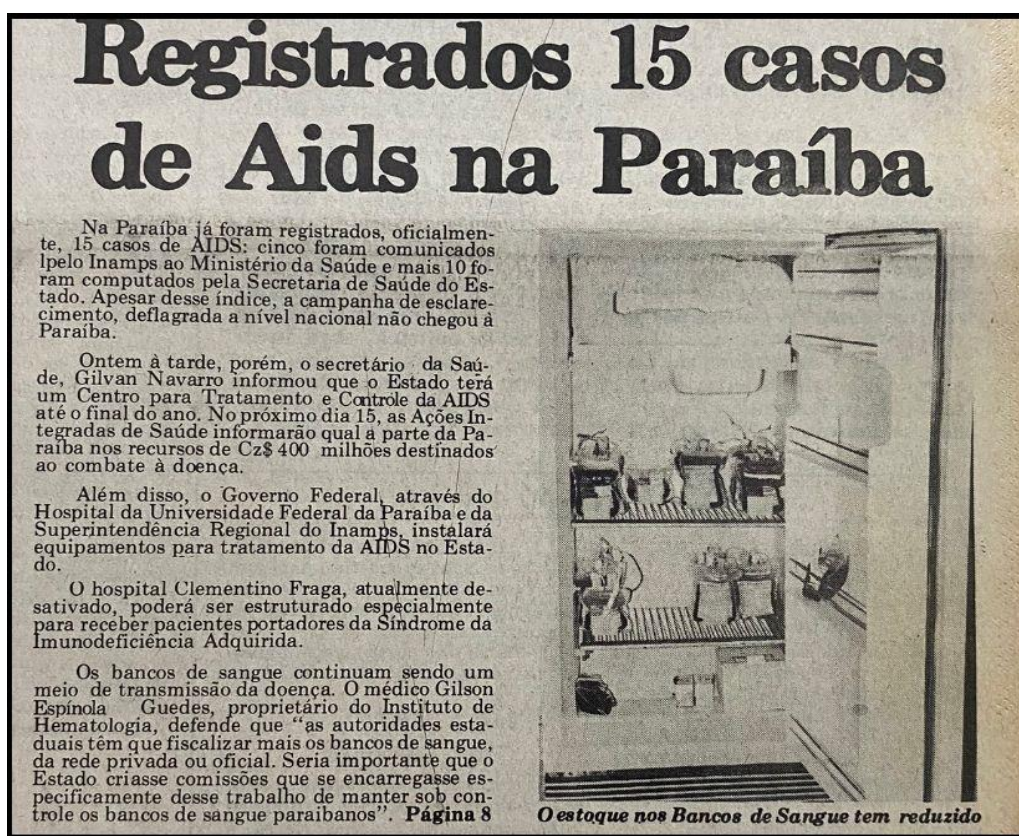 Registrados 15 casos
de Aids na Paraíba
Na Paraíba já foram registrados, oficialmen-
te, 15 casos de AIDS: cinco foram comunicados
lpelo Inamps ao Ministério da Saúde e mais 10 fo-
ram computados pela Secretaria de Saúde do Es-
tado. Apesar desse índice, a campanha de esclare-
cimento, deflagrada a nível nacional não chegou à
Paraíba.
Ontem à tarde, porém, o secretário da Saú-
de, Gilvan Navarro informou que o Estado terá
um Centro para Tratamento e Controle da AIDS
até o final do ano. No próximo dia 15, as Ações In-
tegradas de Saúde informarão qual a parte da Pa-
raíba nos recursos de Cz$ 400 milhões destinados
ao combate à doença.
Além disso, o Governo Federal, através do
Hospital da Universidade Federal da Paraíba e da
Superintendência Regional do Inamps, instalará
equipamentos para tratamento da AIDS no Esta-
do.
O hospital Clementino Fraga, atualmente de-
sativado, poderá ser estruturado especialmente
para receber pacientes portadores da Síndrome da
Imunodeficiência Adquirida.
Os bancos de sangue continuam sendo um
meio de transmissão da doença. O médico Gilson
Espínola Guedes, proprietário do Instituto de
Hematologia, defende que “as autoridades esta-
duais têm que fiscalizar mais os bancos de sangue,
da rede privada ou oficial. Seria importante que o
Estado criasse comissões que se encarregasse es-
pecificamente desse trabalho de manter sob con-
trole os bancos de sangue paraibanos”. Página 8
O estoque nos Bancos de Sangue tem reduzido